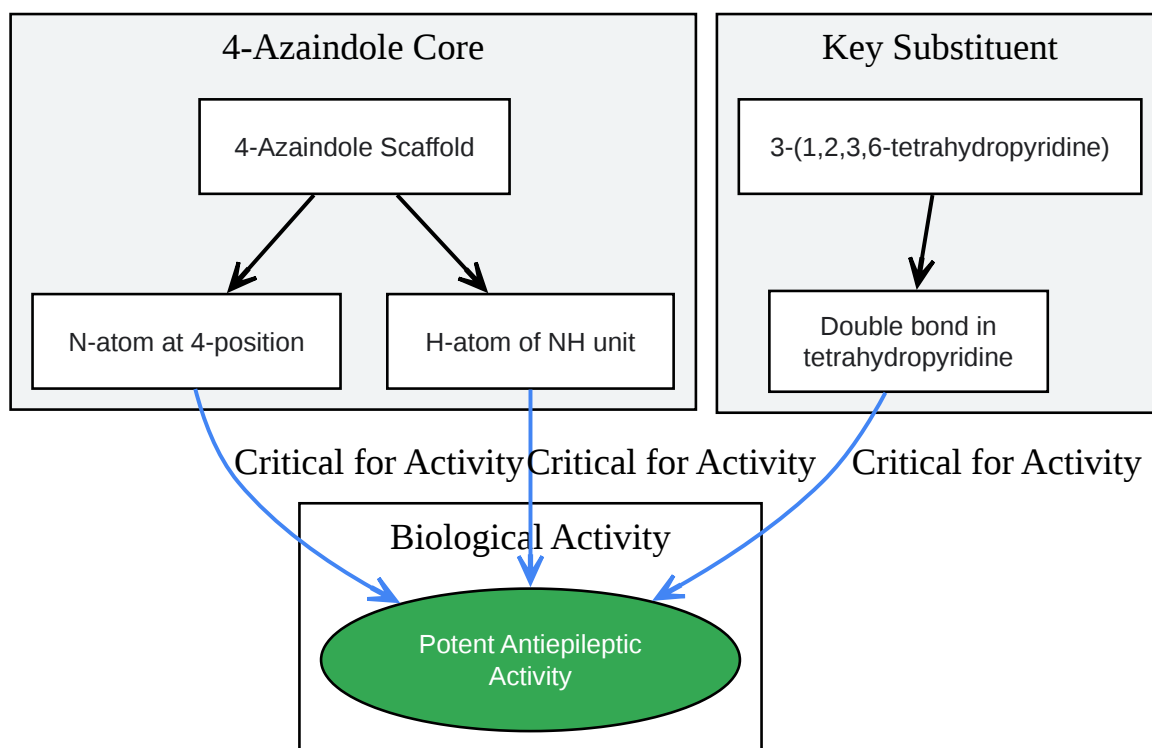 4-Azaindole Core
Key Substituent
4-Azaindole Scaffold
3-(1,2,3,6-tetrahydropyridine)
N-atom at 4-position
H-atom of NH unit
Double bond in
tetrahydropyridine
Critical for Activity
Critical for Activity
Critical for Activity
Biological Activity
Potent Antiepileptic
Activity